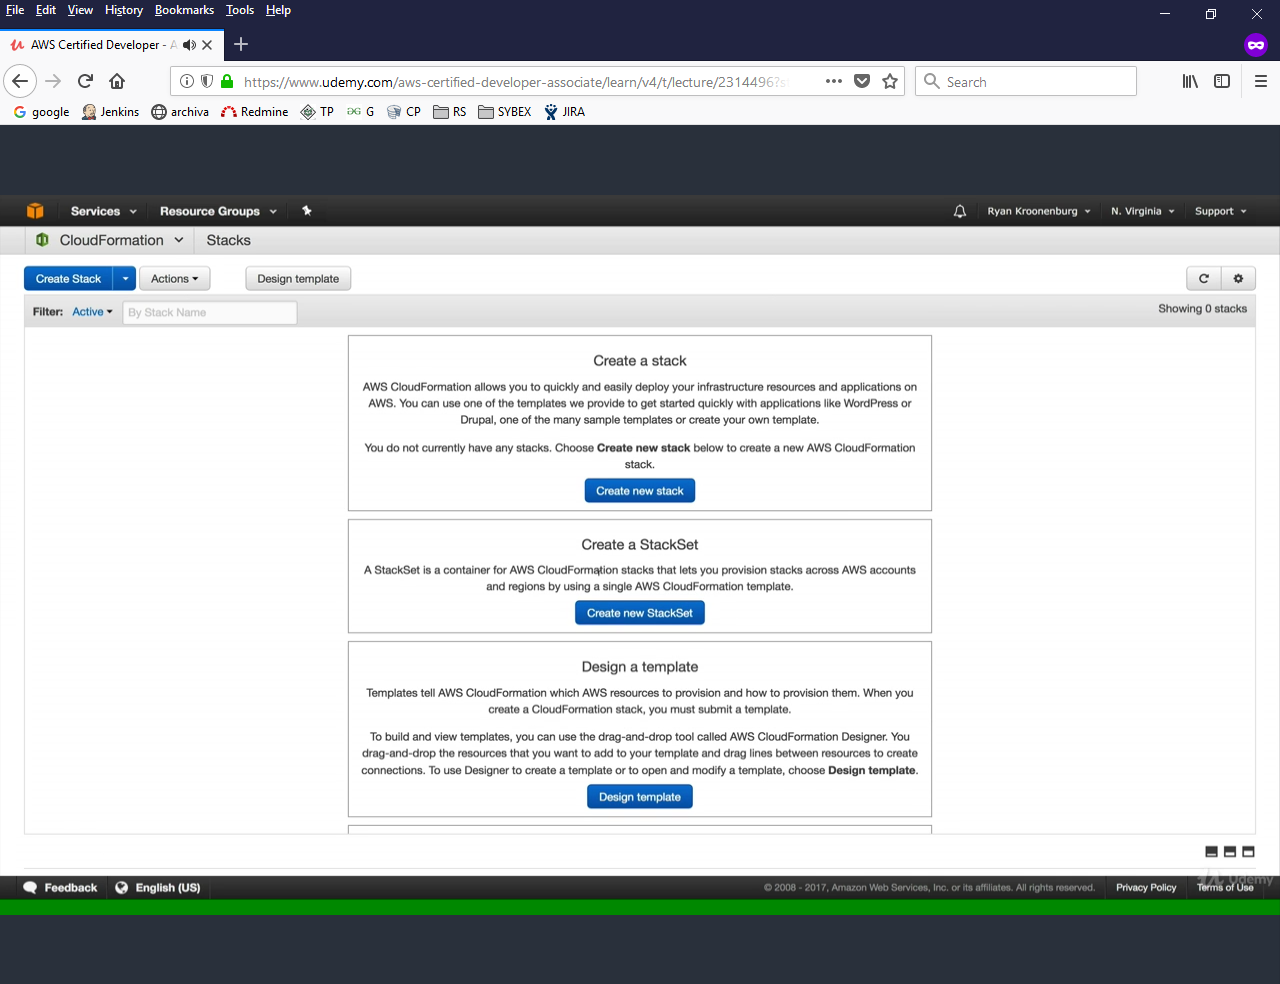 File Edit View History Bookmarks Tools Help
AWS Certified Developer - A
https://www.udemy.com/aws-certified-developer-associate/learn/v4/t/lecture/2314496?s
Search
google Jenkins archiva Redmine TP G CP RS SYBEX JIRA
Services Resource Groups Ryan Kroonenburg N. Virginia Support
CloudFormation Stacks
Create Stack Actions Design template
Filter: Active By Stack Name Showing 0 stacks
Create a stack
AWS CloudFormation allows you to quickly and easily deploy your infrastructure resources and applications on
AWS. You can use one of the templates we provide to get started quickly with applications like WordPress or
Drupal, one of the many sample templates or create your own template.
You do not currently have any stacks. Choose Create new stack below to create a new AWS CloudFormation
stack.
Create new stack
Create a StackSet
A StackSet is a container for AWS CloudFormation stacks that lets you provision stacks across AWS accounts
and regions by using a single AWS CloudFormation template.
Create new StackSet
Design a template
Templates tell AWS CloudFormation which AWS resources to provision and how to provision them. When you
create a CloudFormation stack, you must submit a template.
To build and view templates, you can use the drag-and-drop tool called AWS CloudFormation Designer. You
drag-and-drop the resources that you want to add to your template and drag lines between resources to create
connections. To use Designer to create a template or to open and modify a template, choose Design template.
Design template
Udemy
Feedback English (US) © 2008 - 2017, Amazon Web Services, Inc. or its affiliates. All rights reserved. Privacy Policy Terms of Use